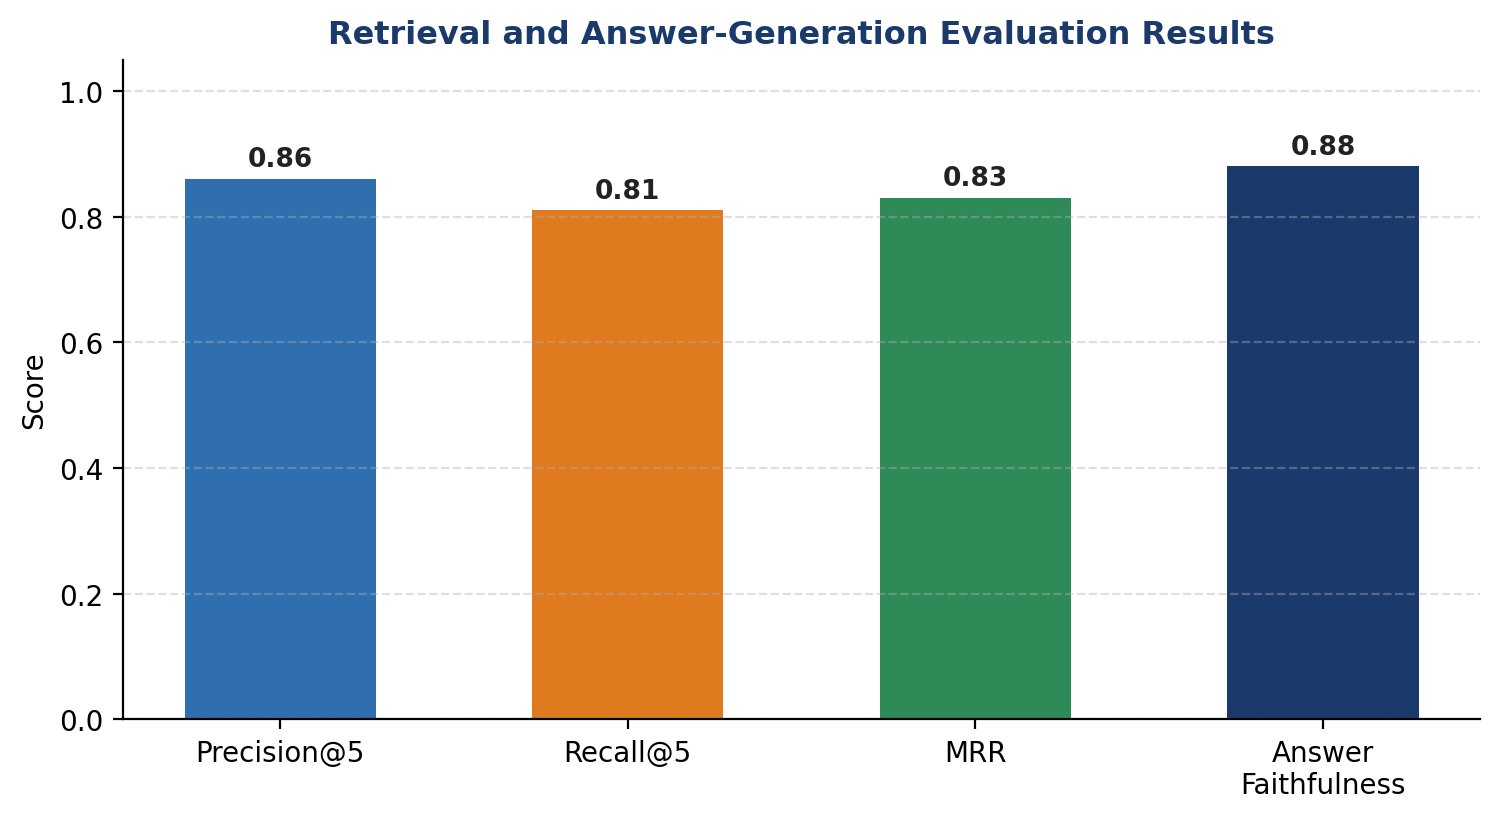 Retrieval and Answer-Generation Evaluation Results
1.0
0.8
0.6
0.4
0.2
0.0
Score
0.86
0.81
0.83
0.88
Precision@5
Recall@5
MRR
Answer
Faithfulness